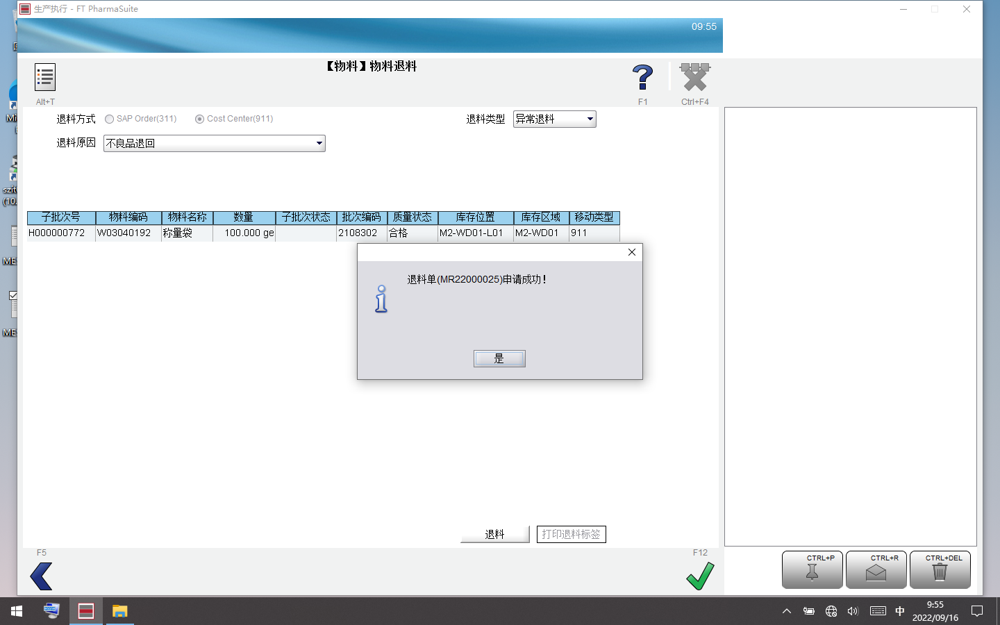 生产执行 - FT PharmaSuite
09:55
【物料】物料退料
Alt+T
F1
Ctrl+F4
退料方式
SAP Order(311)
Cost Center(911)
退料类型
异常退料
退料原因
不良品退回
子批次号 物料编码 物料名称 数量 子批次状态 批次编码 质量状态 库存位置 库存区域 移动类型
H000000772 W03040192 称量袋 100.000 ge 2108302 合格 M2-WD01-L01 M2-WD01 911
退料单(MR22000025)申请成功!
是
退料
打印退料标签
F5
F12
CTRL+P
CTRL+R
CTRL+DEL
szit
(10.
ME
ME
中
9:55
2022/09/16